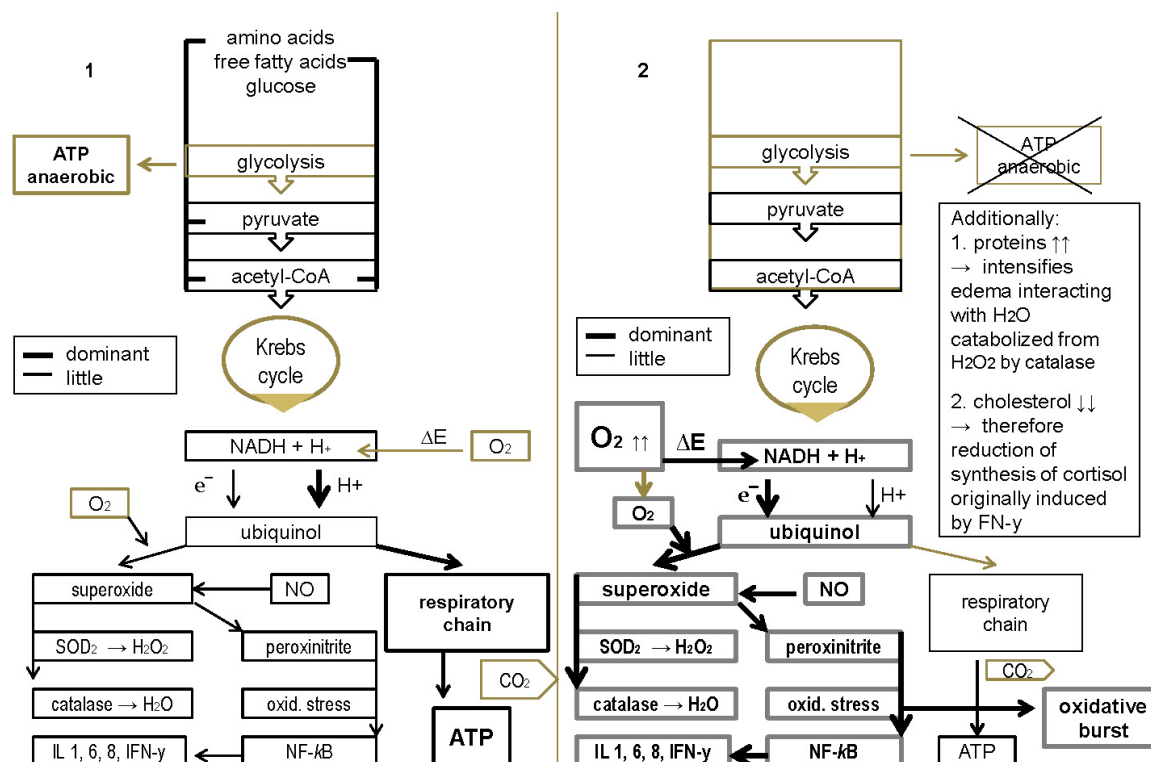 1
amino acids
free fatty acids
glucose
ATP
anaerobic
glycolysis
pyruvate
acetyl-CoA
dominant
little
Krebs
cycle
NADH + H+
ΔE
O2
e−
H+
O2
ubiquinol
superoxide
NO
respiratory
chain
SOD2 → H2O2
peroxinitrite
CO2
catalase → H2O
oxid. stress
ATP
IL 1, 6, 8, IFN-y
NF-kB
2
glycolysis
ATP
anaerobic
pyruvate
acetyl-CoA
Additionally:
1. proteins ↑↑
→ intensifies
edema interacting
with H2O
catabolized from
H2O2 by catalase
2. cholesterol ↓↓
→ therefore
reduction of
synthesis of cortisol
originally induced
by FN-y
dominant
little
Krebs
cycle
O2 ↑↑
ΔE
NADH + H+
e−
H+
O2
ubiquinol
superoxide
NO
respiratory
chain
SOD2 → H2O2
peroxinitrite
CO2
catalase → H2O
oxid. stress
oxidative
burst
IL 1, 6, 8, IFN-y
NF-kB
ATP